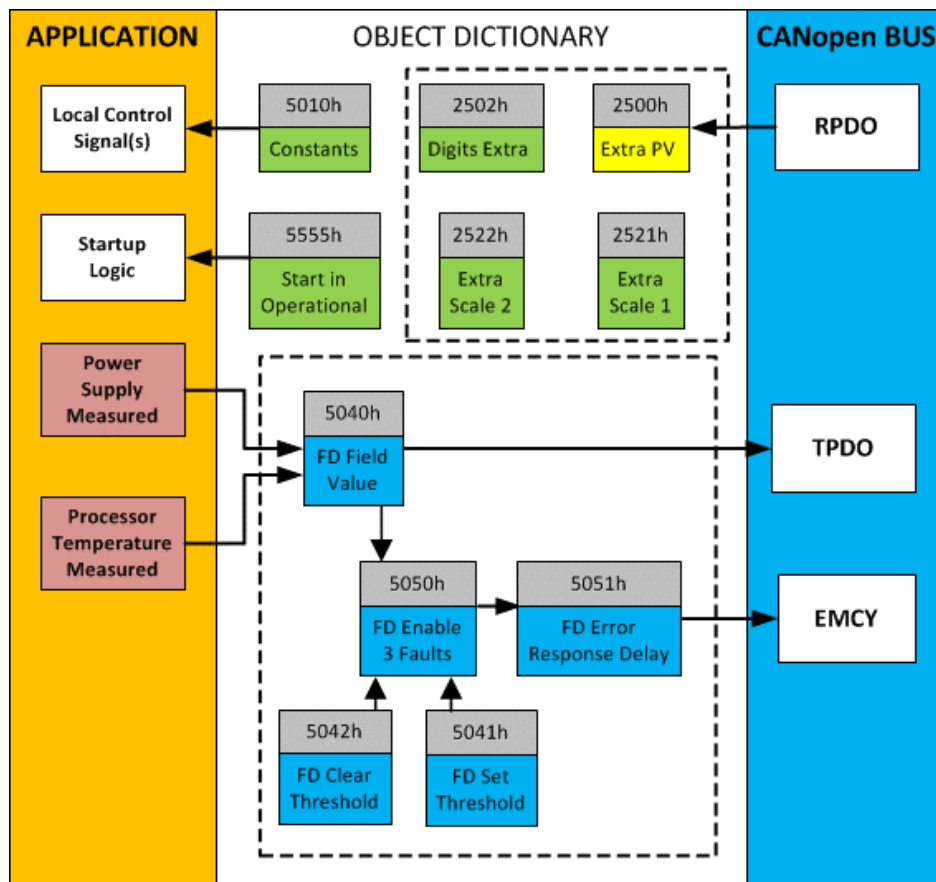 APPLICATION
OBJECT DICTIONARY
CANopen BUS
Local Control
Signal(s)
5010h
Constants
2502h
Digits Extra
2500h
Extra PV
RPDO
Startup
Logic
5555h
Start in
Operational
2522h
Extra
Scale 2
2521h
Extra
Scale 1
Power
Supply
Measured
5040h
FD Field
Value
TPDO
Processor
Temperature
Measured
5050h
FD Enable
3 Faults
5051h
FD Error
Response Delay
EMCY
5042h
FD Clear
Threshold
5041h
FD Set
Threshold